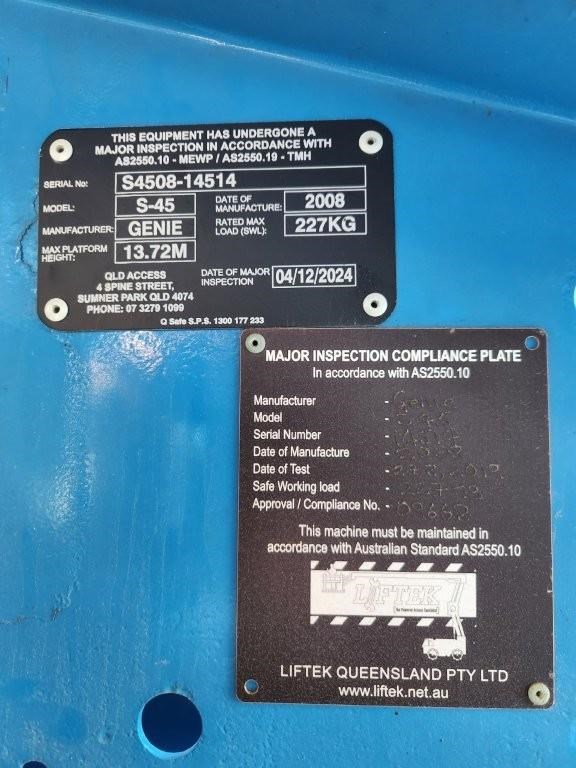 THIS EQUIPMENT HAS UNDERGONE A
MAJOR INSPECTION IN ACCORDANCE WITH
AS2550.10 - MEWP / AS2550.19 - TMH
SERIAL No: S4508-14514
MODEL: S-45 DATE OF MANUFACTURE: 2008
MANUFACTURER: GENIE RATED MAX LOAD (SWL): 227KG
MAX PLATFORM HEIGHT: 13.72M
QLD ACCESS
4 SPINE STREET,
SUMNER PARK QLD 4074
PHONE: 07 3279 1099
DATE OF MAJOR INSPECTION 04/12/2024
Q Safe S.P.S. 1300 177 233
MAJOR INSPECTION COMPLIANCE PLATE
In accordance with AS2550.10
Manufacturer - Genie
Model -
Serial Number -
Date of Manufacture -
Date of Test -
Safe Working load -
Approval / Compliance No. -
This machine must be maintained in
accordance with Australian Standard AS2550.10
LIFTEK
LIFTEK QUEENSLAND PTY LTD
www.liftek.net.au